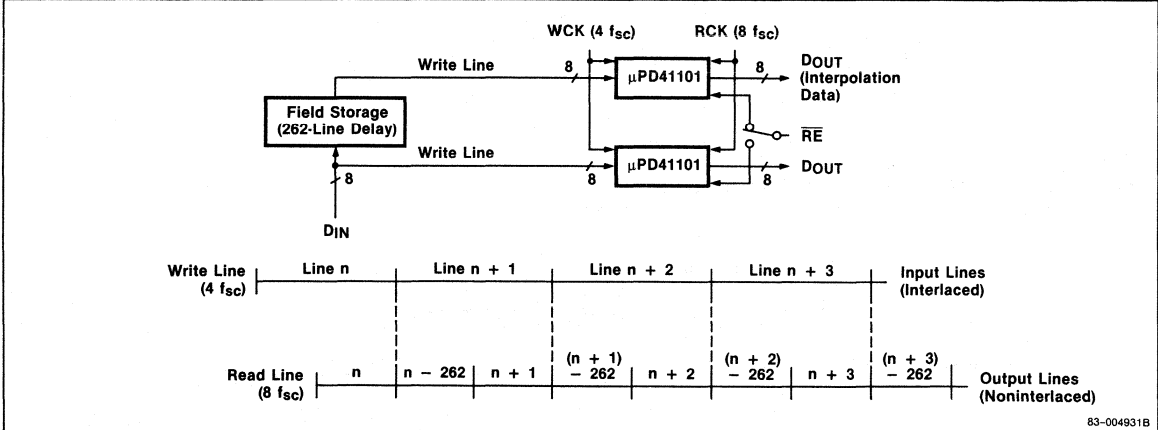 WCK (4 fSC) RCK (8 fSC)
Write Line 8 µPD41101 8 DOUT
(Interpolation
Data)
Field Storage
(262-Line Delay)
RE
Write Line 8 µPD41101 8 DOUT
8
DIN
Write Line
(4 fSC)
Line n Line n + 1 Line n + 2 Line n + 3
Input Lines
(Interlaced)
Read Line
(8 fSC)
n n − 262 n + 1 (n + 1)
− 262 n + 2 (n + 2)
− 262 n + 3 (n + 3)
− 262
Output Lines
(Noninterlaced)
83-004931B